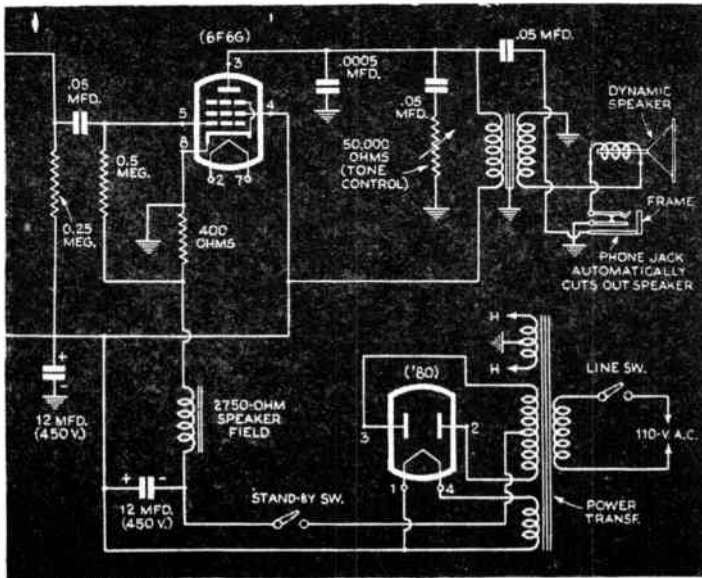 (6F6G)
3
.05
MFD.
5
4
8
2
7
0.5
MEG.
0.25
MEG.
400
OHMS
.0005
MFD.
.05
MFD.
50,000
OHMS
(TONE
CONTROL)
.05 MFD.
DYNAMIC
SPEAKER
FRAME
PHONE JACK
AUTOMATICALLY
CUTS OUT SPEAKER
+
-
12 MFD.
(450 V.)
2750-OHM
SPEAKER
FIELD
+
-
12 MFD.
(450 V.)
STAND-BY SW.
('80)
3
2
1
4
H
H
LINE SW.
110-V. A.C.
POWER
TRANSF.